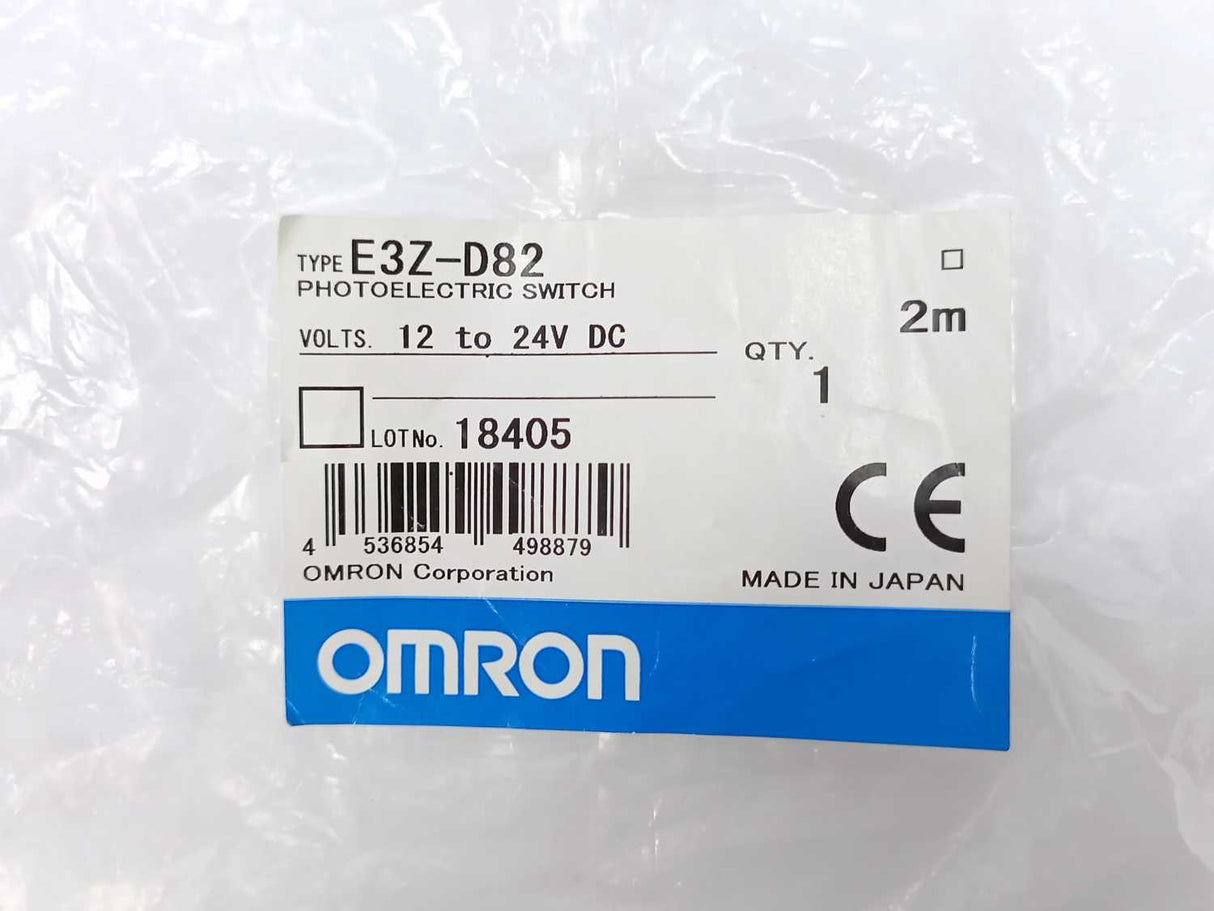 TYPE E3Z-D82
PHOTOELECTRIC SWITCH
2m
VOLTS. 12 to 24V DC
QTY. 1
LOT No. 18405
4 536854 498879
CE
OMRON Corporation
MADE IN JAPAN
OMRON